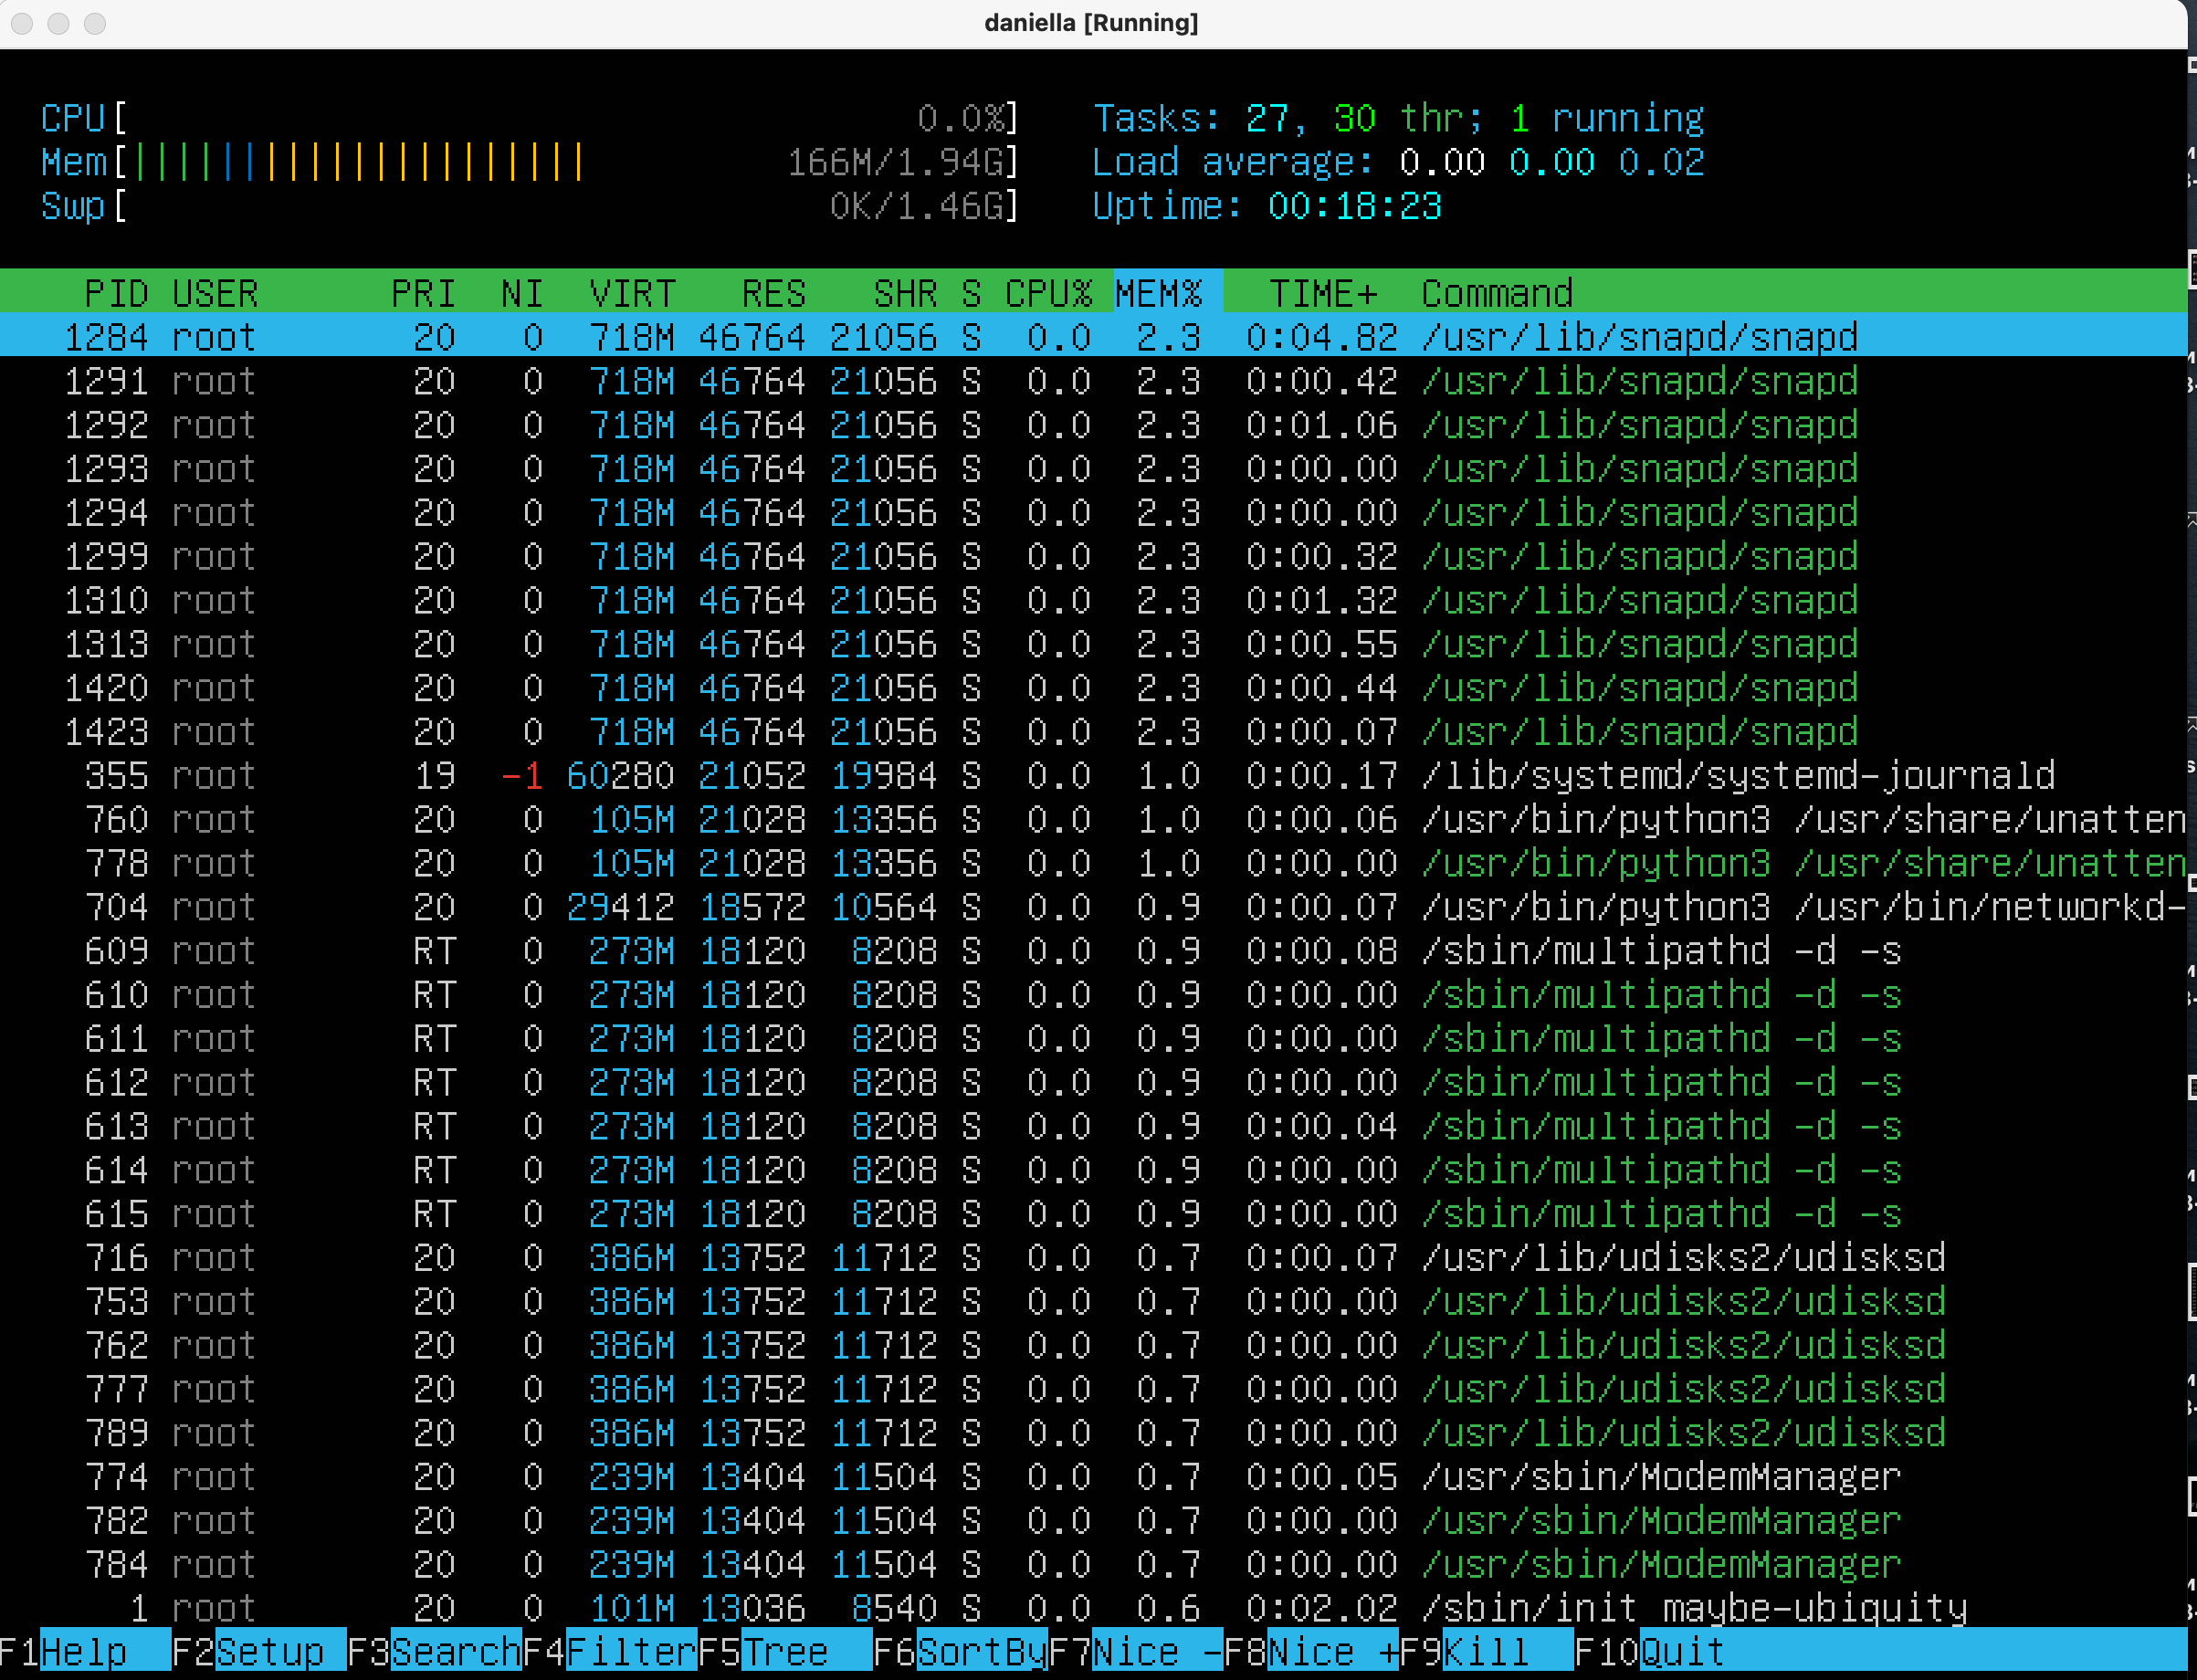 daniella [Running]
CPU[ 0.0%] Tasks: 27, 30 thr; 1 running
Mem[||||||||||||||||||||| 166M/1.94G] Load average: 0.00 0.00 0.02
Swp[ 0K/1.46G] Uptime: 00:18:23
PID USER PRI NI VIRT RES SHR S CPU% MEM% TIME+ Command
1284 root 20 0 718M 46764 21056 S 0.0 2.3 0:04.82 /usr/lib/snapd/snapd
1291 root 20 0 718M 46764 21056 S 0.0 2.3 0:00.42 /usr/lib/snapd/snapd
1292 root 20 0 718M 46764 21056 S 0.0 2.3 0:01.06 /usr/lib/snapd/snapd
1293 root 20 0 718M 46764 21056 S 0.0 2.3 0:00.00 /usr/lib/snapd/snapd
1294 root 20 0 718M 46764 21056 S 0.0 2.3 0:00.00 /usr/lib/snapd/snapd
1299 root 20 0 718M 46764 21056 S 0.0 2.3 0:00.32 /usr/lib/snapd/snapd
1310 root 20 0 718M 46764 21056 S 0.0 2.3 0:01.32 /usr/lib/snapd/snapd
1313 root 20 0 718M 46764 21056 S 0.0 2.3 0:00.55 /usr/lib/snapd/snapd
1420 root 20 0 718M 46764 21056 S 0.0 2.3 0:00.44 /usr/lib/snapd/snapd
1423 root 20 0 718M 46764 21056 S 0.0 2.3 0:00.07 /usr/lib/snapd/snapd
355 root 19 -1 60280 21052 19984 S 0.0 1.0 0:00.17 /lib/systemd/systemd-journald
760 root 20 0 105M 21028 13356 S 0.0 1.0 0:00.06 /usr/bin/python3 /usr/share/unatten
778 root 20 0 105M 21028 13356 S 0.0 1.0 0:00.00 /usr/bin/python3 /usr/share/unatten
704 root 20 0 29412 18572 10564 S 0.0 0.9 0:00.07 /usr/bin/python3 /usr/bin/networkd-
609 root RT 0 273M 18120 8208 S 0.0 0.9 0:00.08 /sbin/multipathd -d -s
610 root RT 0 273M 18120 8208 S 0.0 0.9 0:00.00 /sbin/multipathd -d -s
611 root RT 0 273M 18120 8208 S 0.0 0.9 0:00.00 /sbin/multipathd -d -s
612 root RT 0 273M 18120 8208 S 0.0 0.9 0:00.00 /sbin/multipathd -d -s
613 root RT 0 273M 18120 8208 S 0.0 0.9 0:00.04 /sbin/multipathd -d -s
614 root RT 0 273M 18120 8208 S 0.0 0.9 0:00.00 /sbin/multipathd -d -s
615 root RT 0 273M 18120 8208 S 0.0 0.9 0:00.00 /sbin/multipathd -d -s
716 root 20 0 386M 13752 11712 S 0.0 0.7 0:00.07 /usr/lib/udisks2/udisksd
753 root 20 0 386M 13752 11712 S 0.0 0.7 0:00.00 /usr/lib/udisks2/udisksd
762 root 20 0 386M 13752 11712 S 0.0 0.7 0:00.00 /usr/lib/udisks2/udisksd
777 root 20 0 386M 13752 11712 S 0.0 0.7 0:00.00 /usr/lib/udisks2/udisksd
789 root 20 0 386M 13752 11712 S 0.0 0.7 0:00.00 /usr/lib/udisks2/udisksd
774 root 20 0 239M 13404 11504 S 0.0 0.7 0:00.05 /usr/sbin/ModemManager
782 root 20 0 239M 13404 11504 S 0.0 0.7 0:00.00 /usr/sbin/ModemManager
784 root 20 0 239M 13404 11504 S 0.0 0.7 0:00.00 /usr/sbin/ModemManager
1 root 20 0 101M 13036 8540 S 0.0 0.6 0:02.02 /sbin/init maybe-ubiquity
F1Help F2Setup F3SearchF4FilterF5Tree F6SortByF7Nice -F8Nice +F9Kill F10Quit